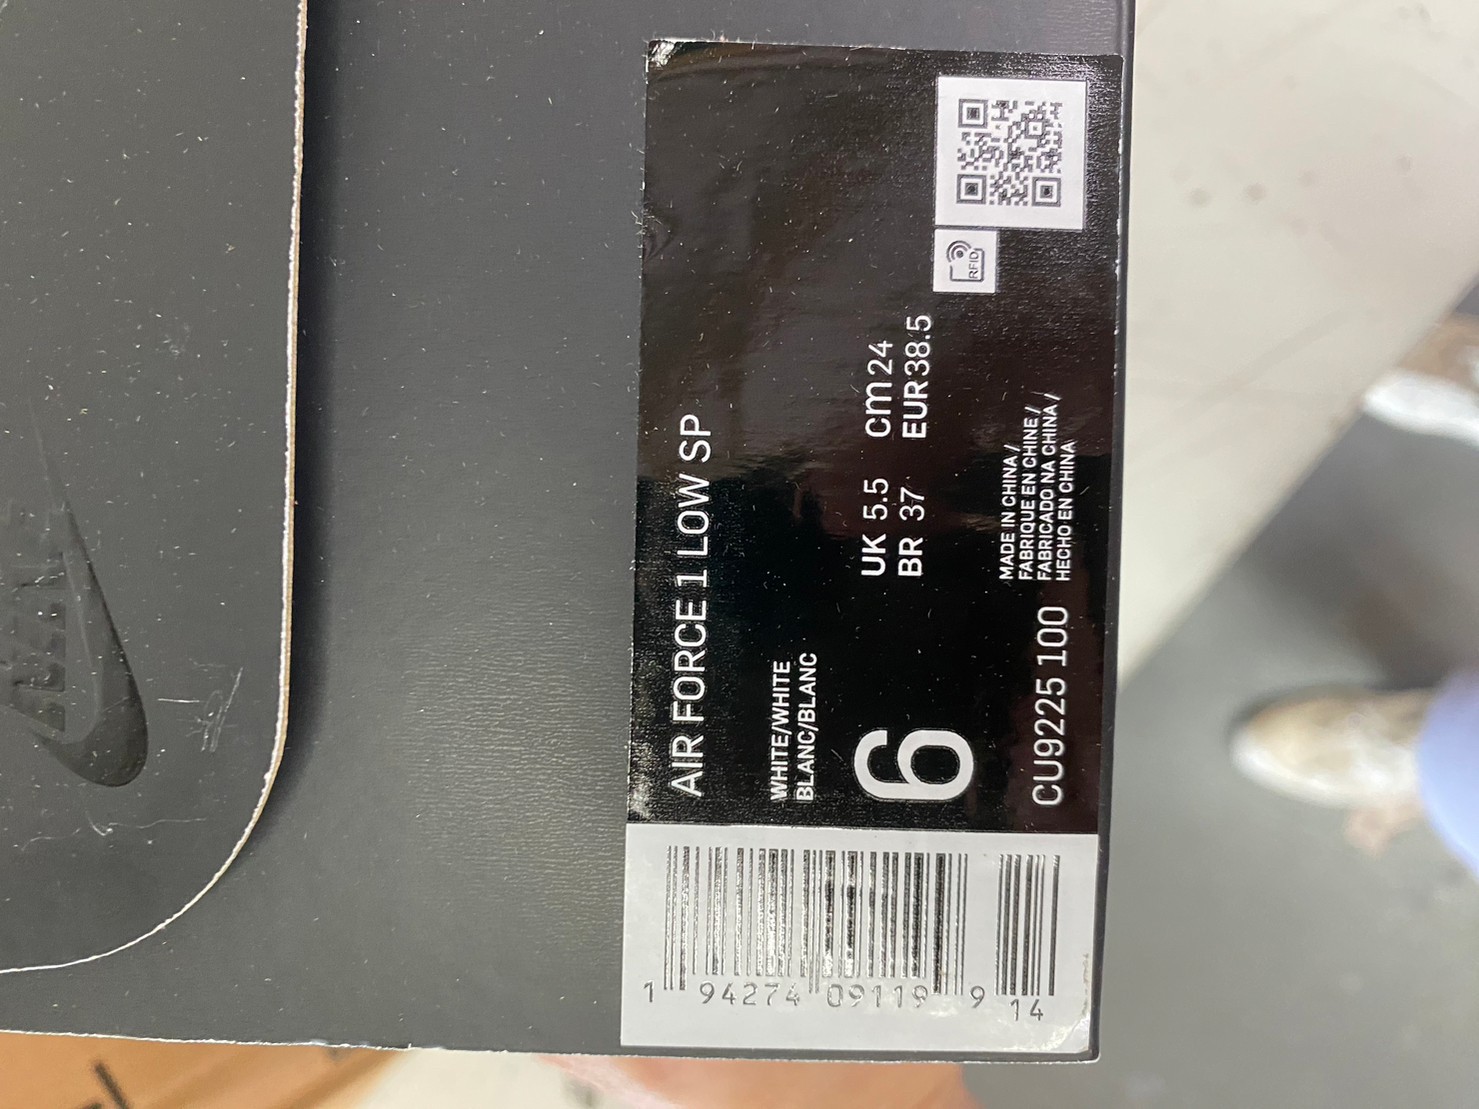 AIR FORCE 1 LOW SP
WHITE/WHITE
BLANC/BLANC
6
UK 5.5 cm 24
BR 37 EUR 38.5
CU9225 100
MADE IN CHINA /
FABRIQUE EN CHINE /
FABRICADO NA CHINA /
HECHO EN CHINA
RFID
1 94274 09119 9 14